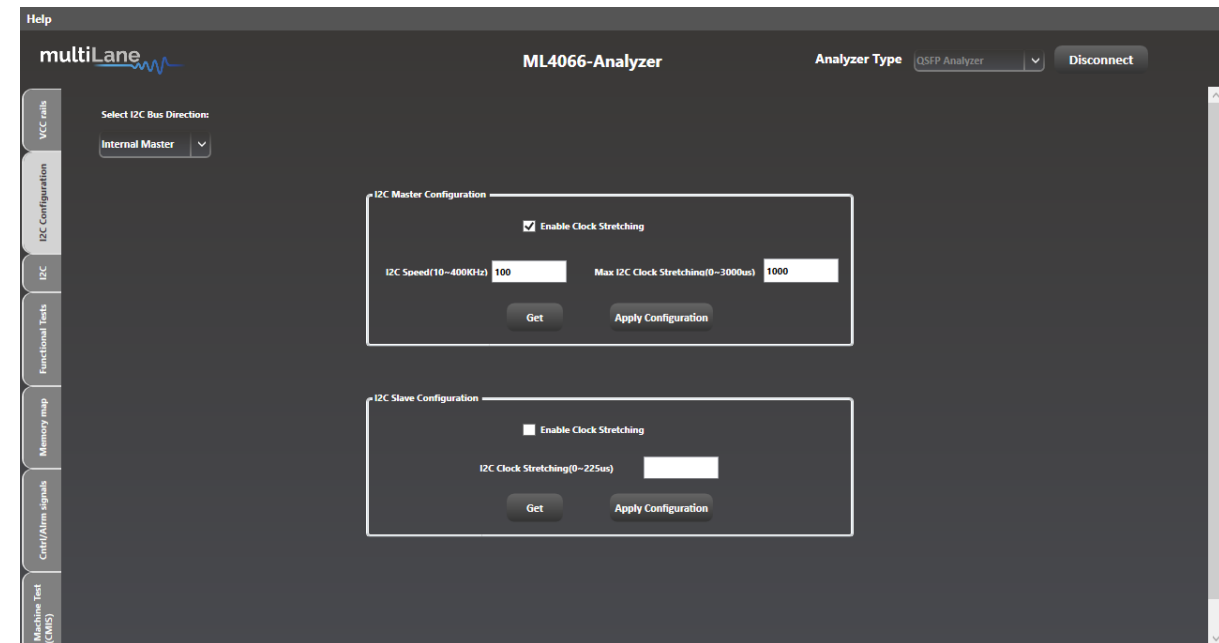 Help
multiLane
ML4066-Analyzer
Analyzer Type
QSFP Analyzer
Disconnect
VCC rails
I2C Configuration
I2C
Functional Tests
Memory map
Cntrl/Alrm signals
Machine Test
(CMIS)
Select I2C Bus Direction:
Internal Master
I2C Master Configuration
Enable Clock Stretching
I2C Speed(10~400KHz) 100
Max I2C Clock Stretching(0~3000us) 1000
Get
Apply Configuration
I2C Slave Configuration
Enable Clock Stretching
I2C Clock Stretching(0~225us)
Get
Apply Configuration